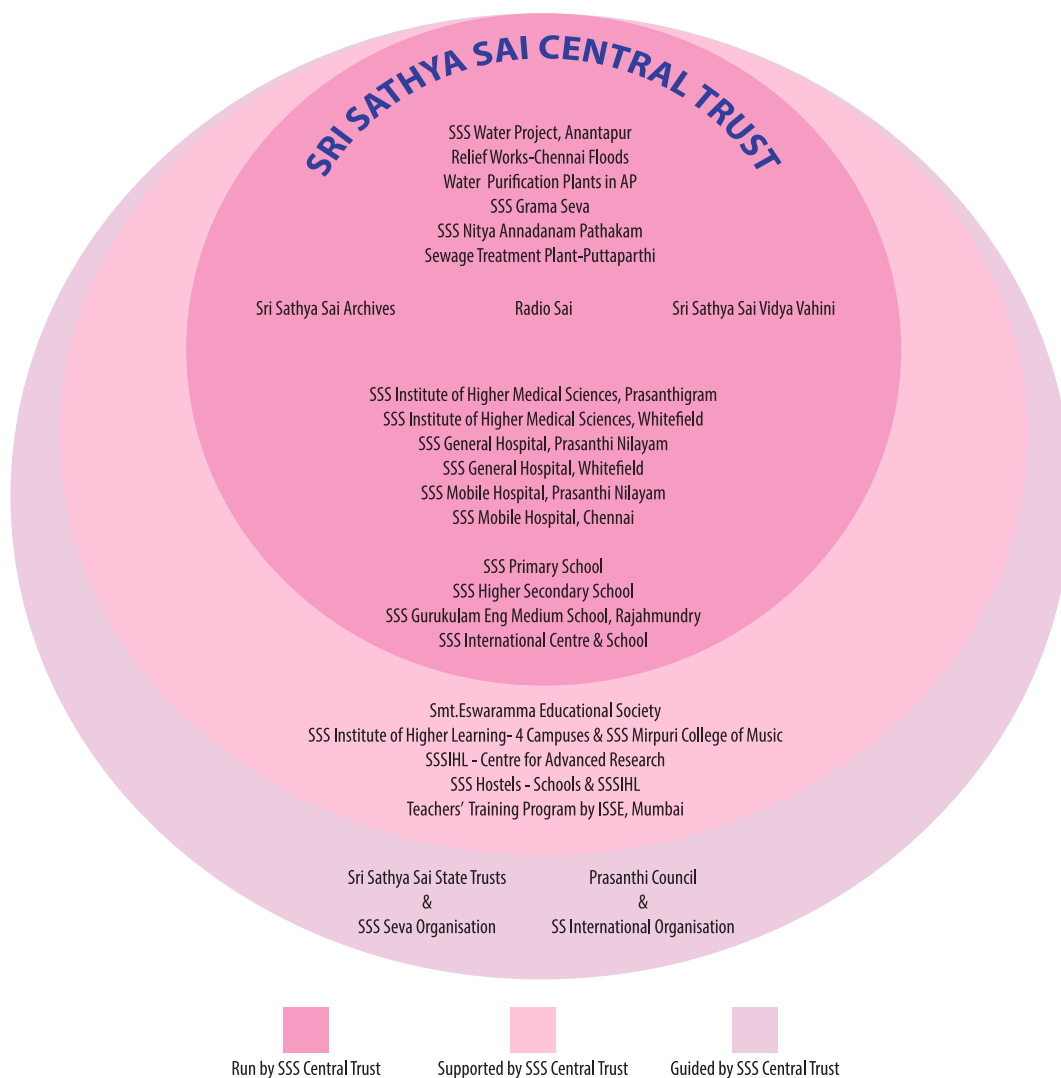 SRI SATHYA SAI CENTRAL TRUST
SSS Water Project, Anantapur
Relief Works-Chennai Floods
Water Purification Plants in AP
SSS Grama Seva
SSS Nitya Annadanam Pathakam
Sewage Treatment Plant-Puttaparthi
Sri Sathya Sai Archives Radio Sai Sri Sathya Sai Vidya Vahini
SSS Institute of Higher Medical Sciences, Prasanthigram
SSS Institute of Higher Medical Sciences, Whitefield
SSS General Hospital, Prasanthi Nilayam
SSS General Hospital, Whitefield
SSS Mobile Hospital, Prasanthi Nilayam
SSS Mobile Hospital, Chennai
SSS Primary School
SSS Higher Secondary School
SSS Gurukulam Eng Medium School, Rajahmundry
SSS International Centre & School
Smt.Eswaramma Educational Society
SSS Institute of Higher Learning- 4 Campuses & SSS Mirpuri College of Music
SSSIHL - Centre for Advanced Research
SSS Hostels - Schools & SSSIHL
Teachers' Training Program by ISSE, Mumbai
Sri Sathya Sai State Trusts
&
SSS Seva Organisation
Prasanthi Council
&
SS International Organisation
Run by SSS Central Trust
Supported by SSS Central Trust
Guided by SSS Central Trust